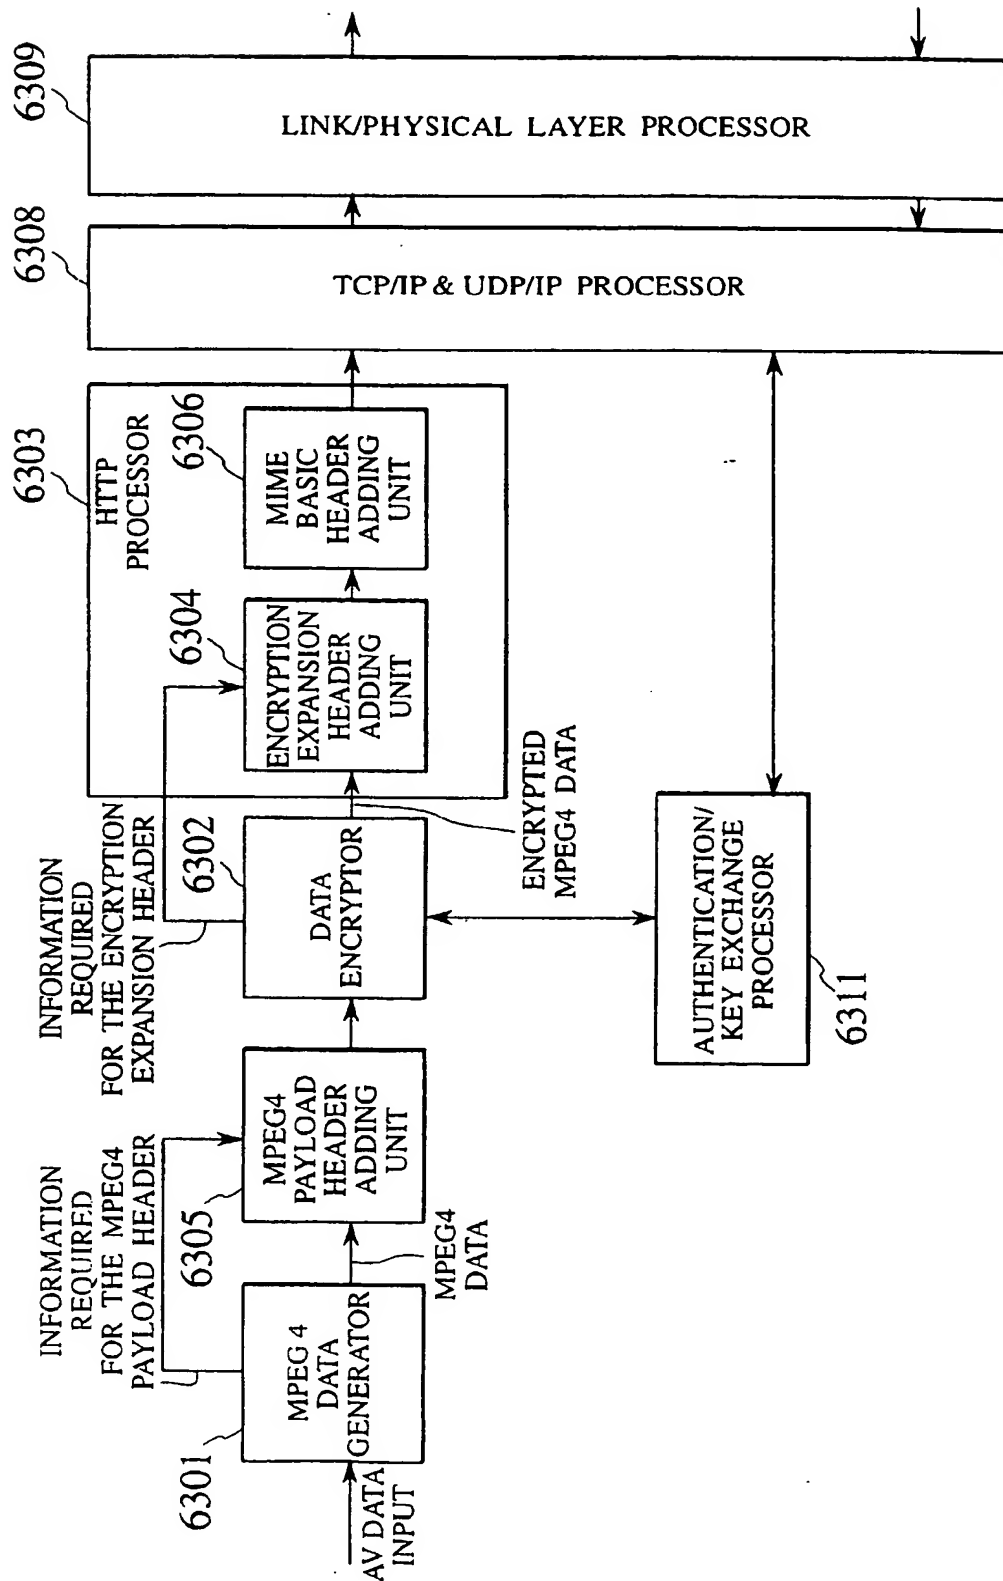 AV DATA
INPUT
6301
MPEG 4
DATA
GENERATOR
INFORMATION
REQUIRED
FOR THE MPEG4
PAYLOAD HEADER
MPEG4
DATA
6305
MPEG4
PAYLOAD
HEADER
ADDING
UNIT
INFORMATION
REQUIRED
FOR THE ENCRYPTION
EXPANSION HEADER
6302
DATA
ENCRYPTOR
ENCRYPTED
MPEG4 DATA
6303
HTTP
PROCESSOR
6304
ENCRYPTION
EXPANSION
HEADER
ADDING
UNIT
6306
MIME
BASIC
HEADER
ADDING
UNIT
AUTHENTICATION/
KEY EXCHANGE
PROCESSOR
6311
6308
TCP/IP & UDP/IP PROCESSOR
6309
LINK/PHYSICAL LAYER PROCESSOR